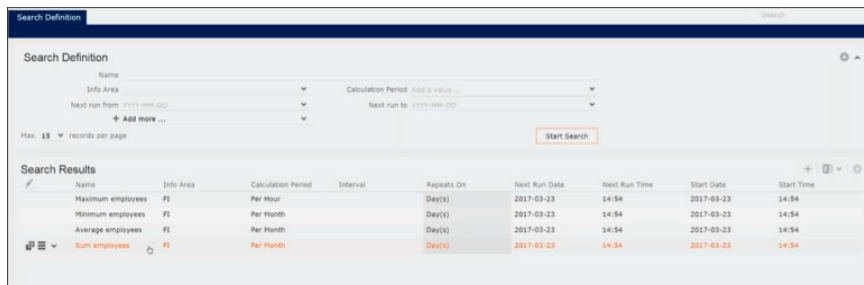 Search Definition
Search
Search Definition
Name
Info Area
Calculation Period Add a value...
Next run from YYYY-MM-DD
Next run to YYYY-MM-DD
+ Add more ...
Max. 15 records per page
Start Search
Search Results
Name Info Area Calculation Period Interval Repeats On Next Run Date Next Run Time Start Date Start Time
Maximum employees FI Per Hour Day(s) 2017-03-23 14:54 2017-03-23 14:54
Minimum employees FI Per Month Day(s) 2017-03-23 14:54 2017-03-23 14:54
Average employees FI Per Month Day(s) 2017-03-23 14:54 2017-03-23 14:54
Sum employees FI Per Month Day(s) 2017-03-23 14:54 2017-03-23 14:54